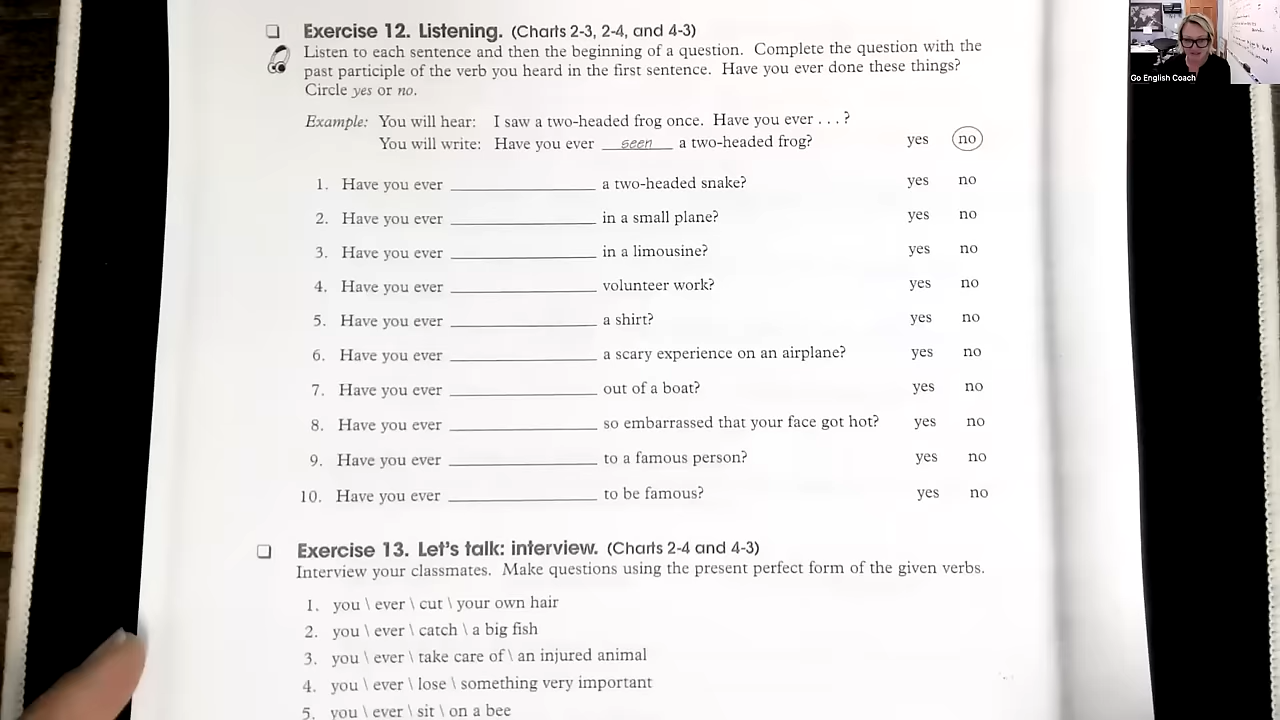 Exercise 12. Listening. (Charts 2-3, 2-4, and 4-3)
Listen to each sentence and then the beginning of a question. Complete the question with the
past participle of the verb you heard in the first sentence. Have you ever done these things?
Circle yes or no.
Example: You will hear: I saw a two-headed frog once. Have you ever . . . ?
You will write: Have you ever seen a two-headed frog? yes no
1. Have you ever ____________ a two-headed snake? yes no
2. Have you ever ____________ in a small plane? yes no
3. Have you ever ____________ in a limousine? yes no
4. Have you ever ____________ volunteer work? yes no
5. Have you ever ____________ a shirt? yes no
6. Have you ever ____________ a scary experience on an airplane? yes no
7. Have you ever ____________ out of a boat? yes no
8. Have you ever ____________ so embarrassed that your face got hot? yes no
9. Have you ever ____________ to a famous person? yes no
10. Have you ever ____________ to be famous? yes no
Exercise 13. Let's talk: interview. (Charts 2-4 and 4-3)
Interview your classmates. Make questions using the present perfect form of the given verbs.
1. you \ ever \ cut \ your own hair
2. you \ ever \ catch \ a big fish
3. you \ ever \ take care of \ an injured animal
4. you \ ever \ lose \ something very important
5. you \ ever \ sit \ on a bee
Go English Coach